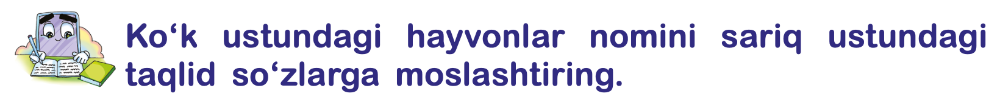 Ko‘k ustundagi hayvonlar nomini sariq ustundagi
taqlid so‘zlarga moslashtiring.